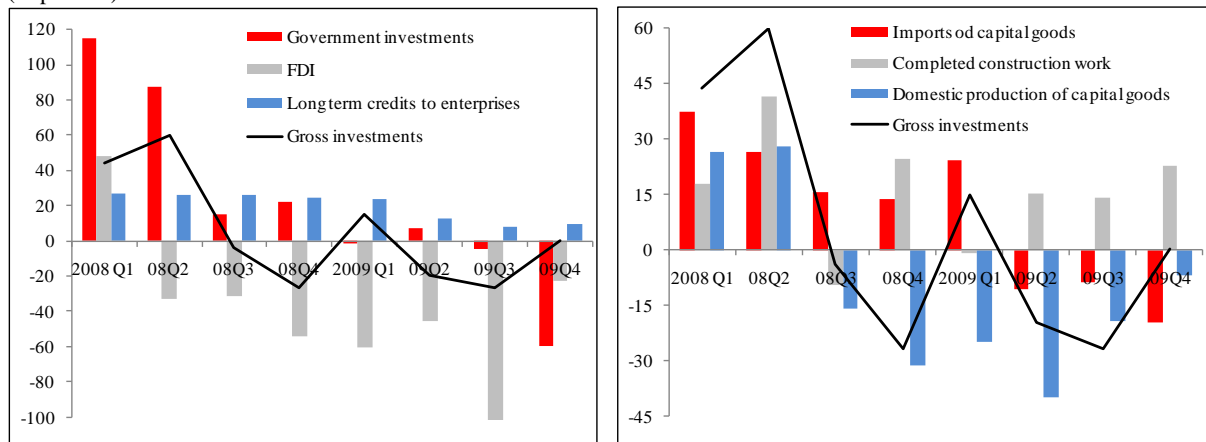 120
100
80
60
40
20
0
-20
-40
-60
-80
-100
Government investments
FDI
Long term credits to enterprises
Gross investments
2008 Q1 08Q2 08Q3 08Q4 2009 Q1 09Q2 09Q3 09Q4
60
45
30
15
0
-15
-30
-45
Imports od capital goods
Completed construction work
Domestic production of capital goods
Gross investments
2008 Q1 08Q2 08Q3 08Q4 2009 Q1 09Q2 09Q3 09Q4